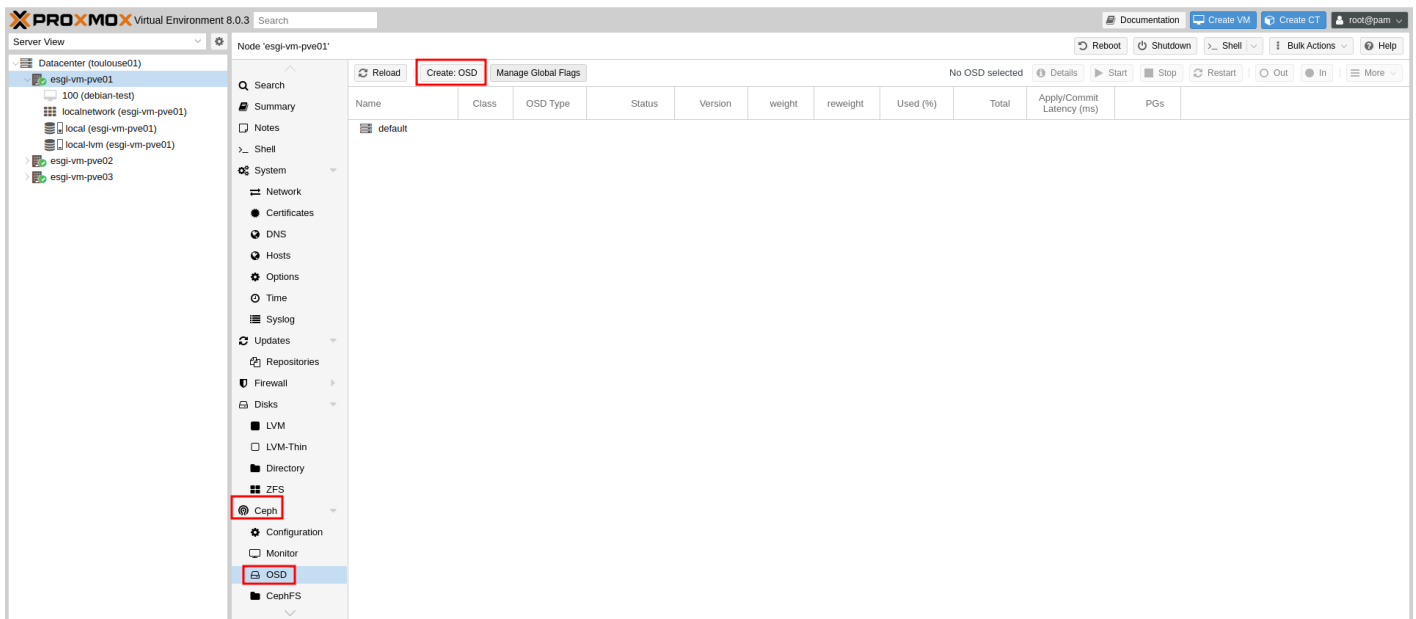 PROXMOX Virtual Environment 8.0.3 Search Documentation Create VM Create CT root@pam
Server View
Node 'esgi-vm-pve01' Reboot Shutdown >_ Shell Bulk Actions Help
Datacenter (toulouse01)
esgi-vm-pve01
100 (debian-test)
localnetwork (esgi-vm-pve01)
local (esgi-vm-pve01)
local-lvm (esgi-vm-pve01)
esgi-vm-pve02
esgi-vm-pve03
Search
Summary
Notes
>_ Shell
System
Network
Certificates
DNS
Hosts
Options
Time
Syslog
Updates
Repositories
Firewall
Disks
LVM
LVM-Thin
Directory
ZFS
Ceph
Configuration
Monitor
OSD
CephFS
Reload Create: OSD Manage Global Flags No OSD selected Details Start Stop Restart Out In More
Name Class OSD Type Status Version weight reweight Used (%) Total Apply/Commit
Latency (ms) PGs
default